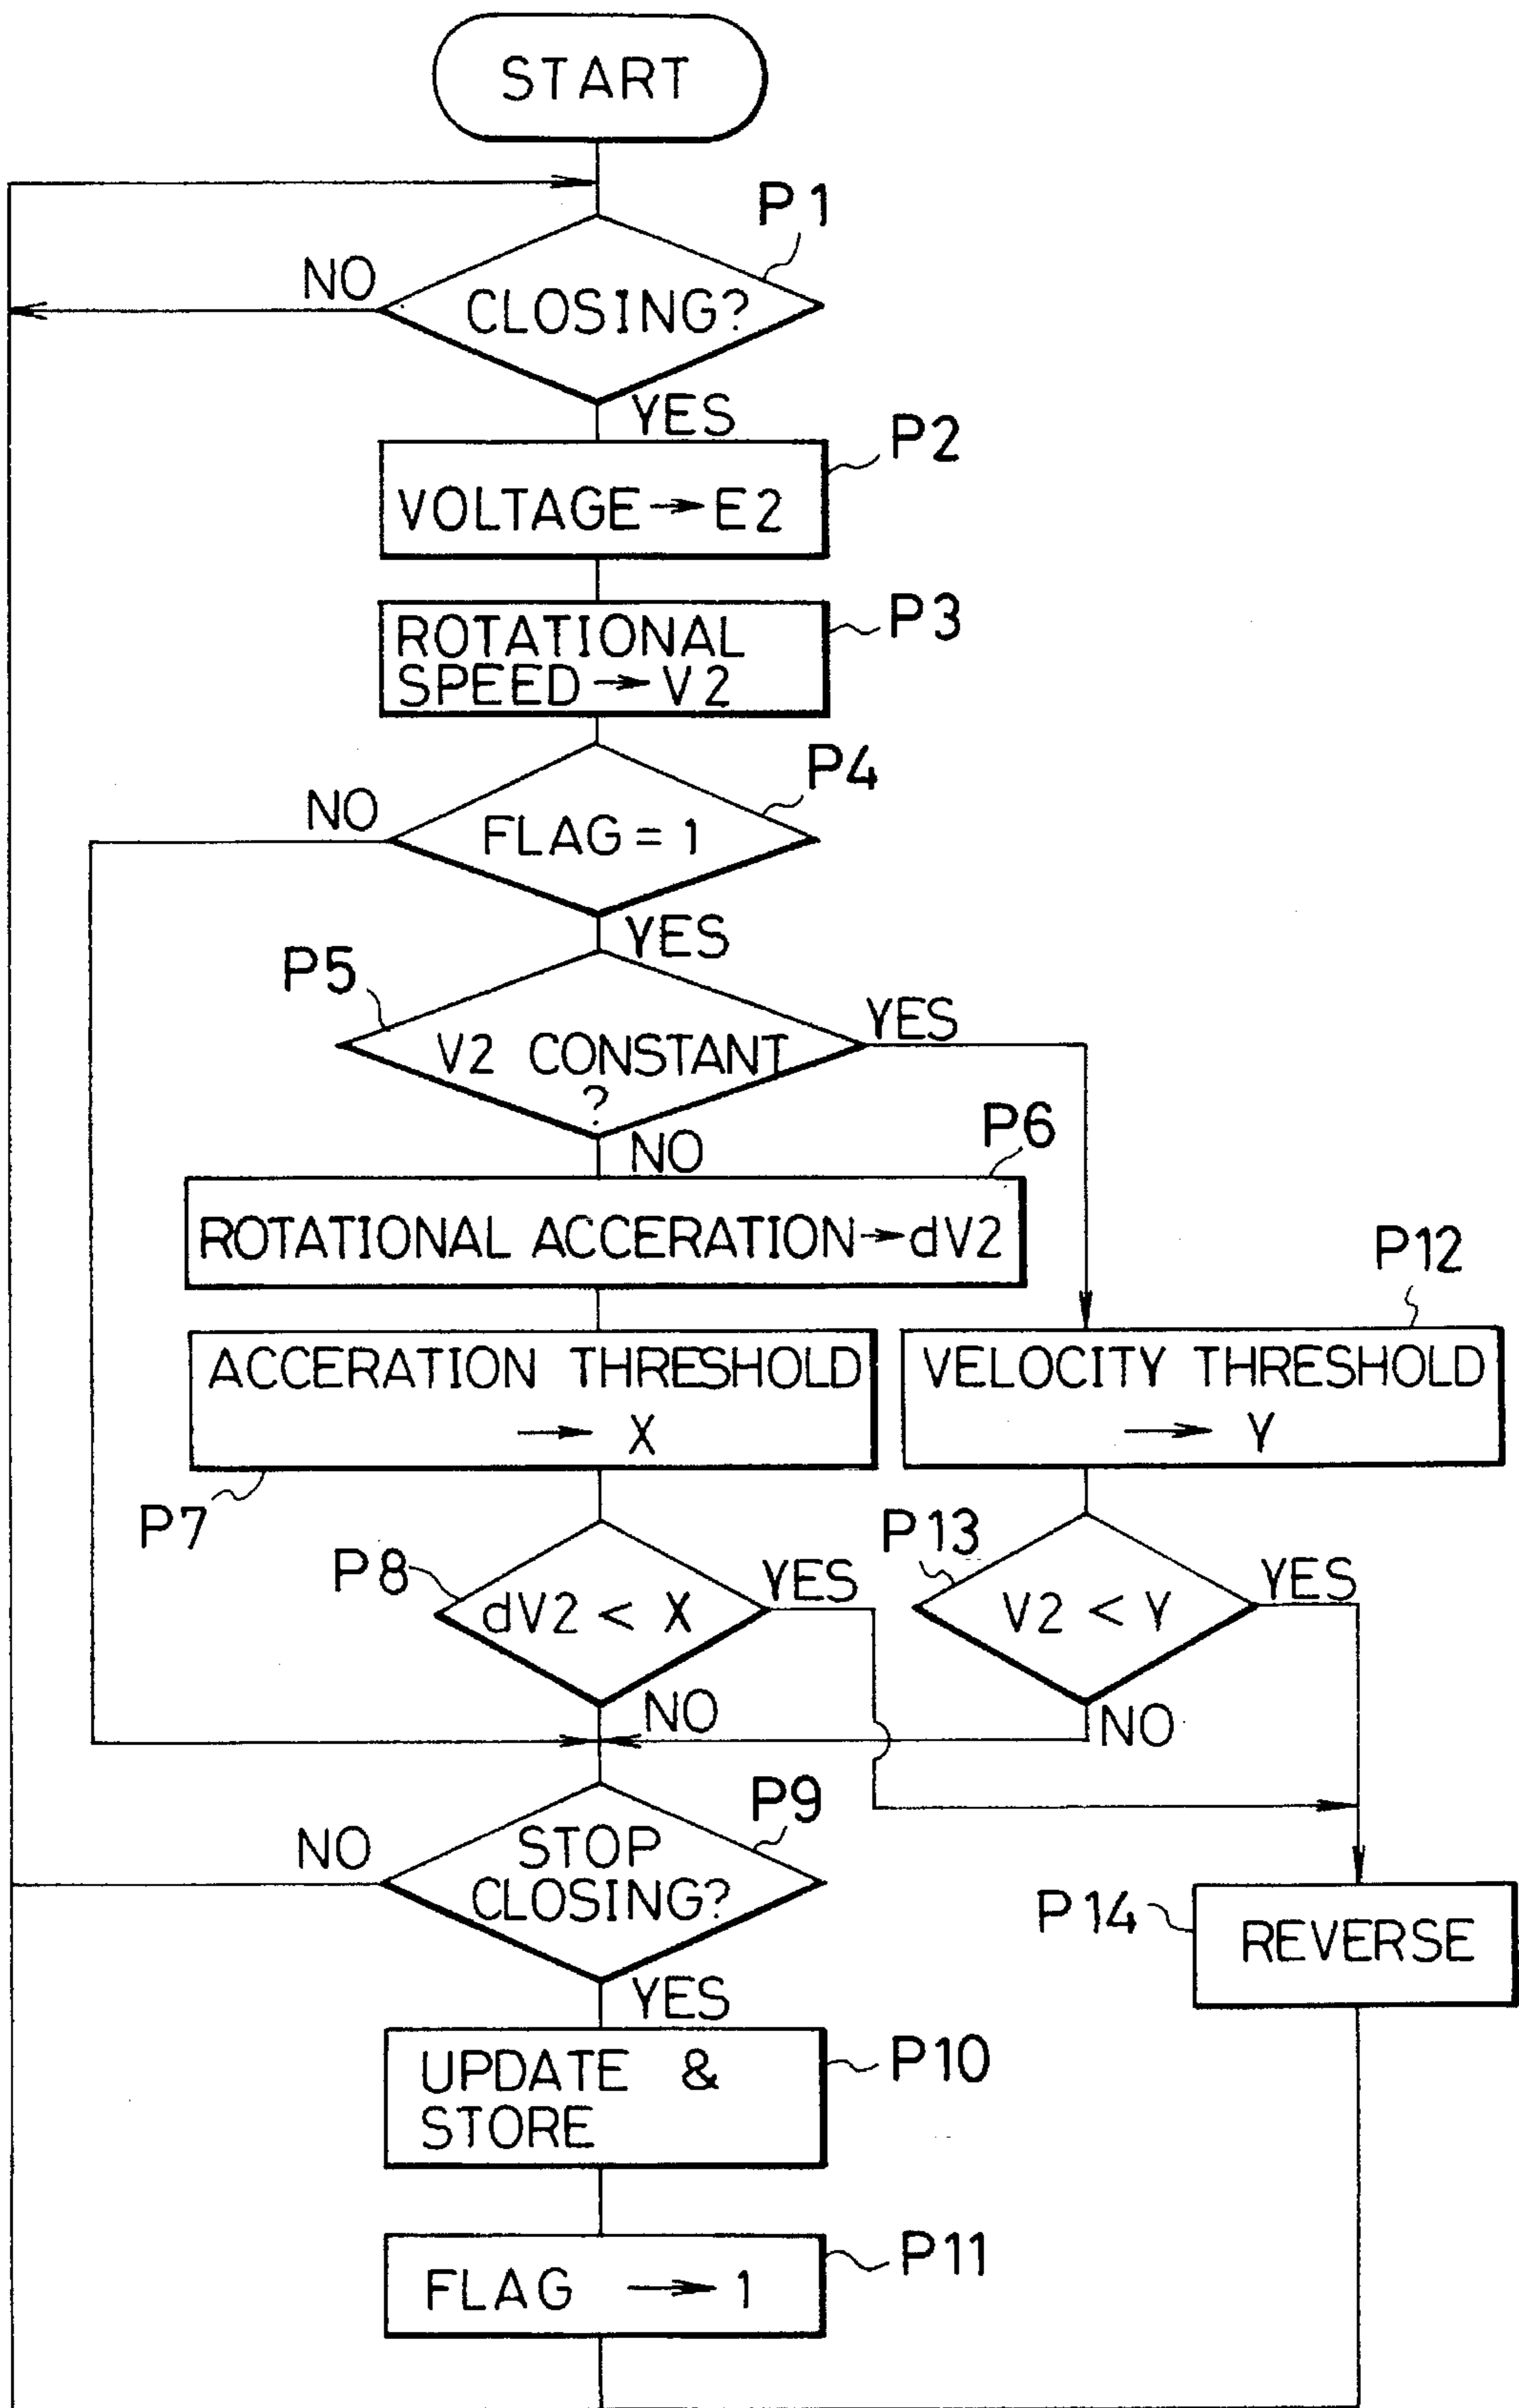 START
P1
NO
CLOSING?
YES
P2
VOLTAGE → E2
P3
ROTATIONAL
SPEED → V2
P4
NO
FLAG = 1
YES
P5
YES
V2 CONSTANT
?
NO
P6
ROTATIONAL ACCERATION → dV2
P12
ACCERATION THRESHOLD
→ X
VELOCITY THRESHOLD
→ Y
P7
P13
P8
YES
YES
dV2 < X
V2 < Y
NO
NO
P9
NO
STOP
CLOSING?
P14
REVERSE
YES
P10
UPDATE &
STORE
P11
FLAG → 1